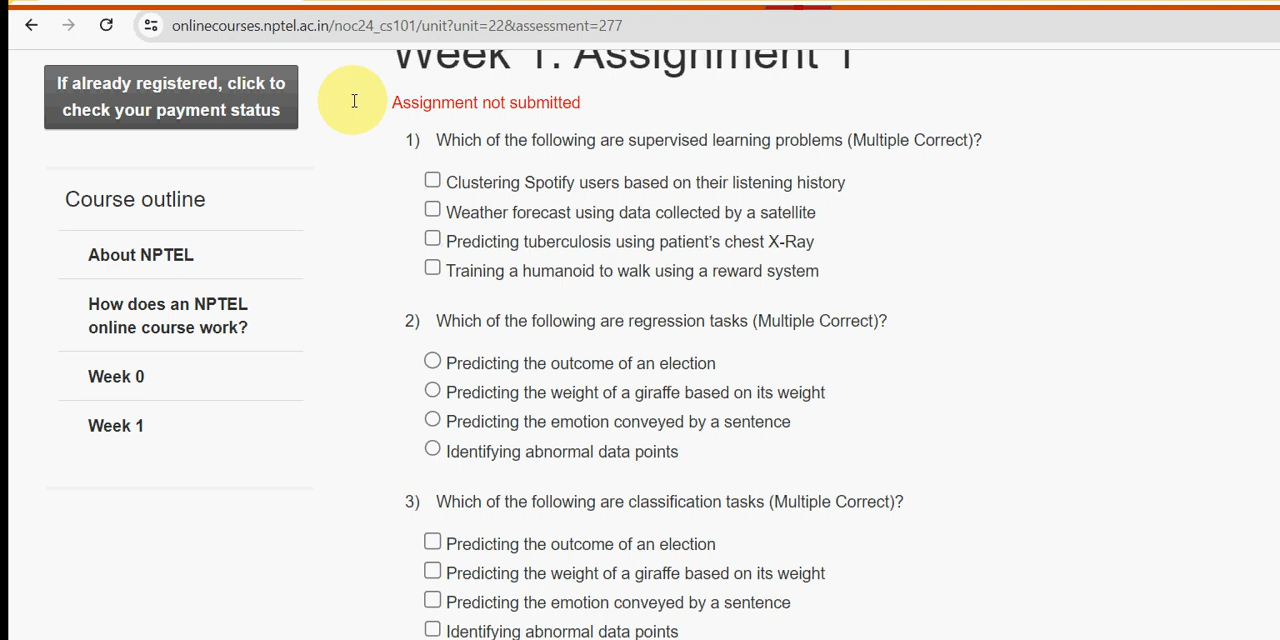 onlinecourses.nptel.ac.in/noc24_cs101/unit?unit=22&assessment=277
Week 1: Assignment 1
If already registered, click to
check your payment status
Assignment not submitted
1) Which of the following are supervised learning problems (Multiple Correct)?
Clustering Spotify users based on their listening history
Weather forecast using data collected by a satellite
Predicting tuberculosis using patient's chest X-Ray
Training a humanoid to walk using a reward system
Course outline
About NPTEL
How does an NPTEL
online course work?
Week 0
Week 1
2) Which of the following are regression tasks (Multiple Correct)?
Predicting the outcome of an election
Predicting the weight of a giraffe based on its weight
Predicting the emotion conveyed by a sentence
Identifying abnormal data points
3) Which of the following are classification tasks (Multiple Correct)?
Predicting the outcome of an election
Predicting the weight of a giraffe based on its weight
Predicting the emotion conveyed by a sentence
Identifying abnormal data points